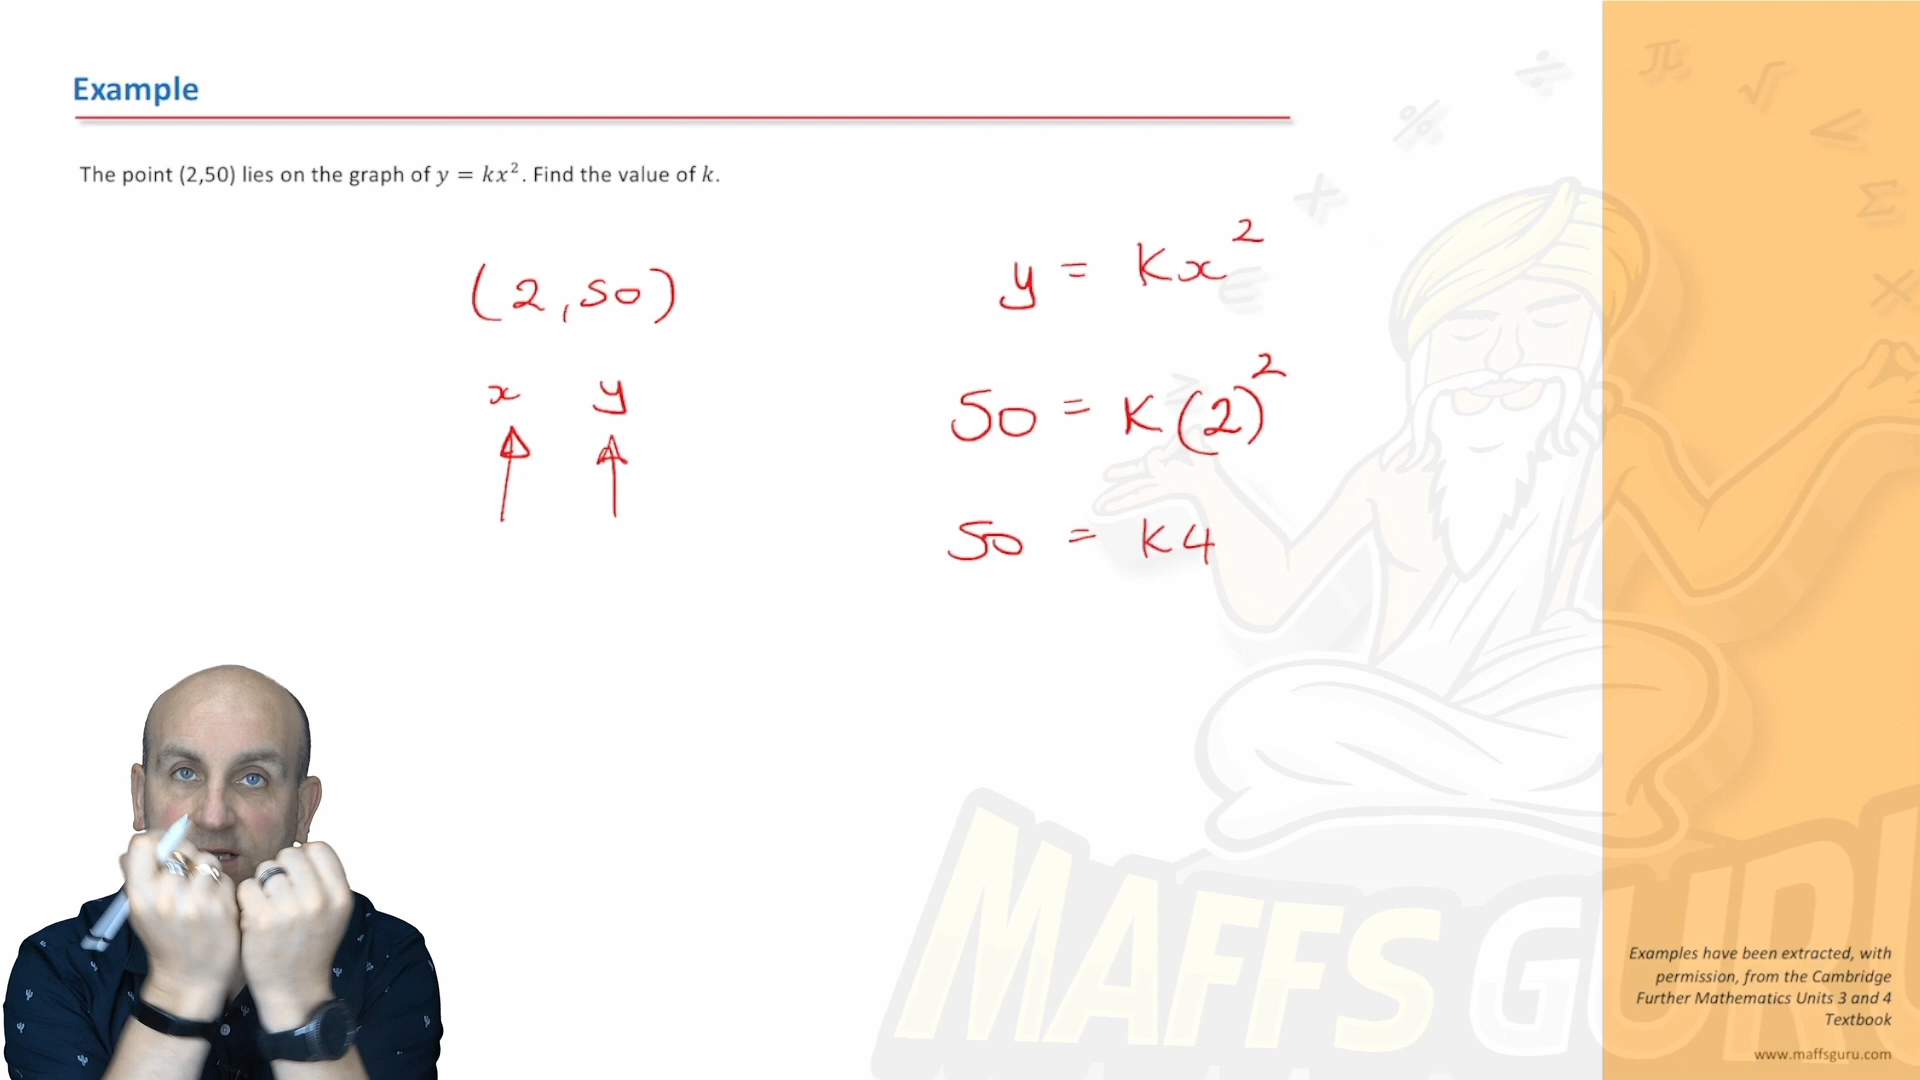 Example
The point (2,50) lies on the graph of y = kx². Find the value of k.
(2,50)
x y
y = Kx²
50 = K(2)²
50 = K4
MAFFS GURU
Examples have been extracted, with
permission, from the Cambridge
Further Mathematics Units 3 and 4
Textbook
www.maffsguru.com